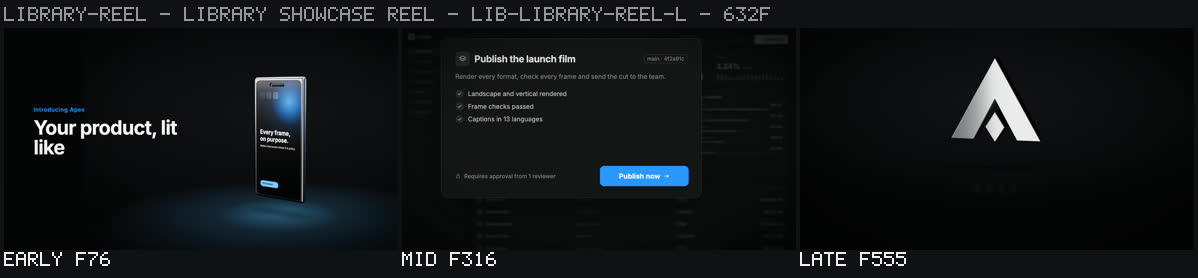 LIBRARY-REEL - LIBRARY SHOWCASE REEL - LIB-LIBRARY-REEL-L - 632F
Introducing Apex
Your product, lit
like
Every frame,
on purpose.
Publish the launch film
main · 4f2a91c
Render every format, check every frame and send the cut to the team.
Landscape and vertical rendered
Frame checks passed
Captions in 13 languages
Requires approval from 1 reviewer
Publish now →
1.24%
EARLY F76
MID F316
LATE F555